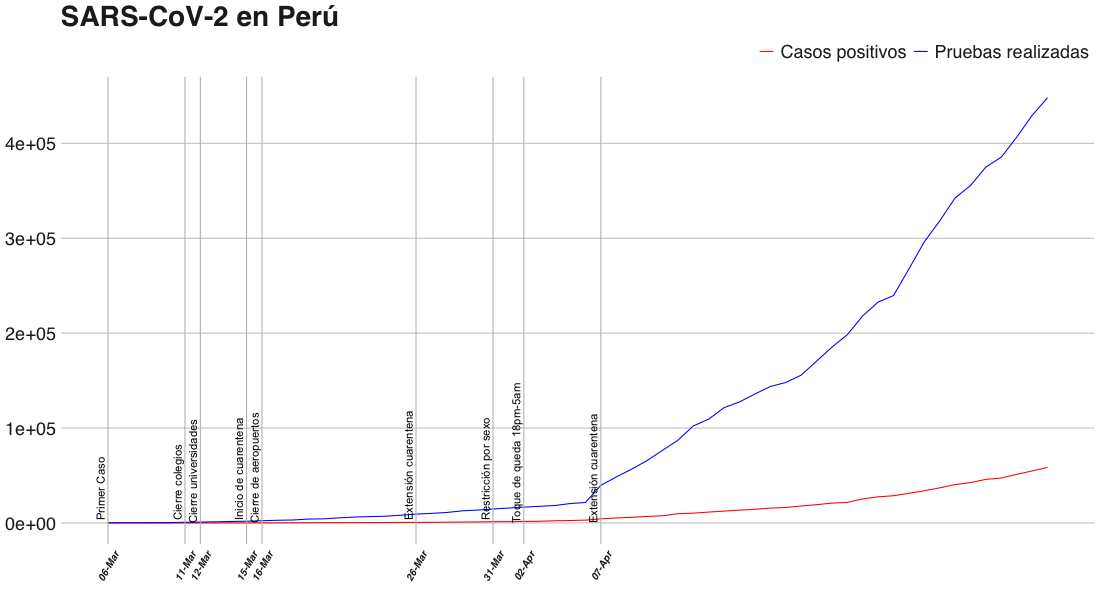 SARS-CoV-2 en Perú
Casos positivos
Pruebas realizadas
4e+05
3e+05
2e+05
1e+05
0e+00
Primer Caso
Cierre colegios
Cierre universidades
Inicio de cuarentena
Cierre de aeropuertos
Extensión cuarentena
Restricción por sexo
Toque de queda 18pm-5am
Extensión cuarentena
06-Mar
11-Mar
12-Mar
15-Mar
16-Mar
26-Mar
31-Mar
02-Apr
07-Apr